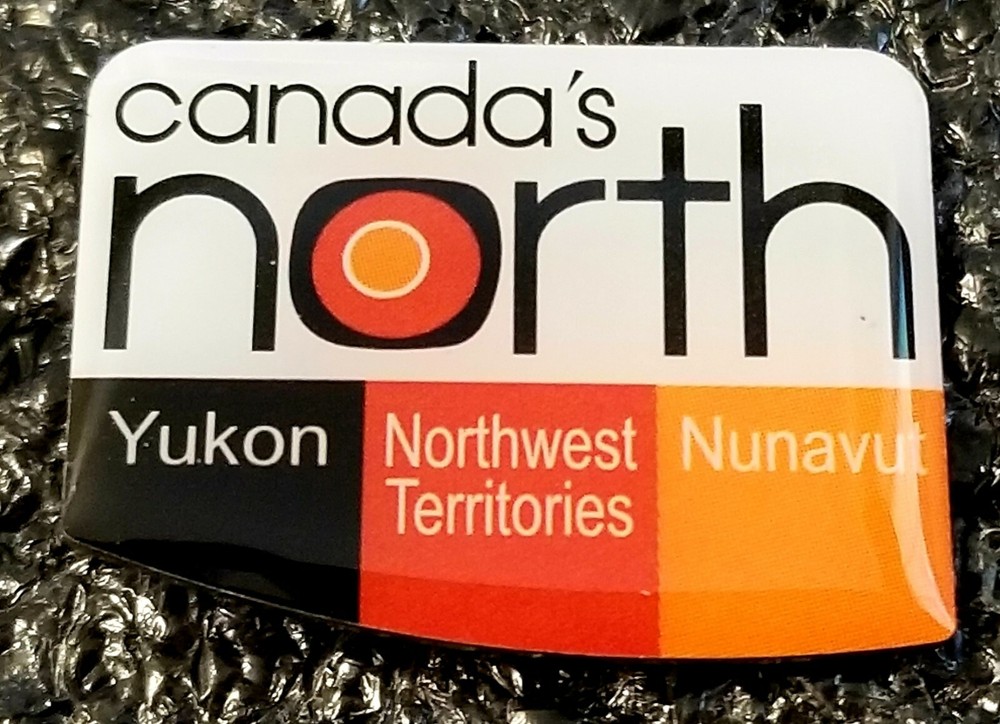 canada's
north
Yukon
Northwest
Territories
Nunavut